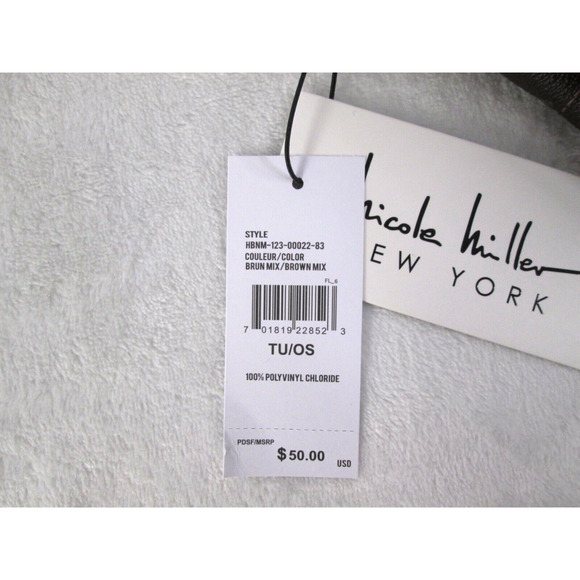 STYLE
HBNM-123-00022-83
COULEUR/COLOR
BRUN MIX/BROWN MIX
FL_6
7 01819 22852 3
TU/OS
100% POLYVINYL CHLORIDE
PDSF/MSRP
$50.00 USD
nicole miller
NEW YORK